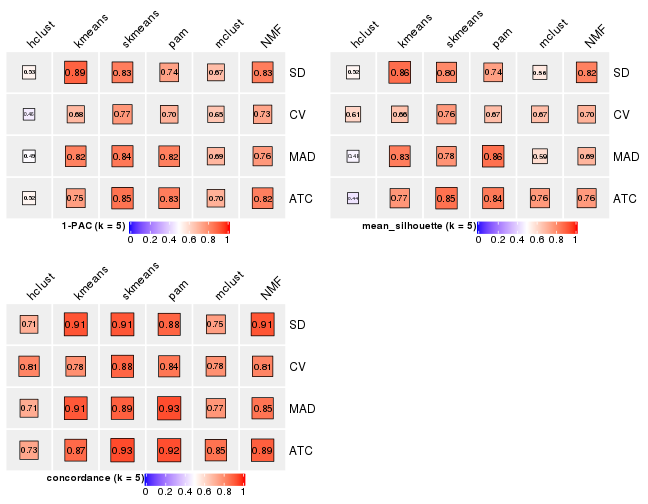 hclust kmeans skmeans pam mclust NMF
0.53 0.89 0.83 0.74 0.67 0.83 SD
0.68 0.77 0.70 0.65 0.73 CV
0.49 0.82 0.84 0.82 0.69 0.76 MAD
0.52 0.75 0.85 0.83 0.70 0.82 ATC
1-PAC (k = 5)
0 0.2 0.4 0.6 0.8 1
hclust kmeans skmeans pam mclust NMF
0.52 0.86 0.80 0.74 0.56 0.82 SD
0.61 0.66 0.76 0.67 0.67 0.70 CV
0.83 0.78 0.86 0.59 0.69 MAD
0.44 0.77 0.85 0.84 0.76 0.76 ATC
mean_silhouette (k = 5)
0 0.2 0.4 0.6 0.8 1
hclust kmeans skmeans pam mclust NMF
0.71 0.91 0.91 0.88 0.75 0.91 SD
0.81 0.78 0.88 0.84 0.78 0.81 CV
0.71 0.91 0.89 0.93 0.77 0.85 MAD
0.73 0.87 0.93 0.92 0.85 0.89 ATC
concordance (k = 5)
0 0.2 0.4 0.6 0.8 1